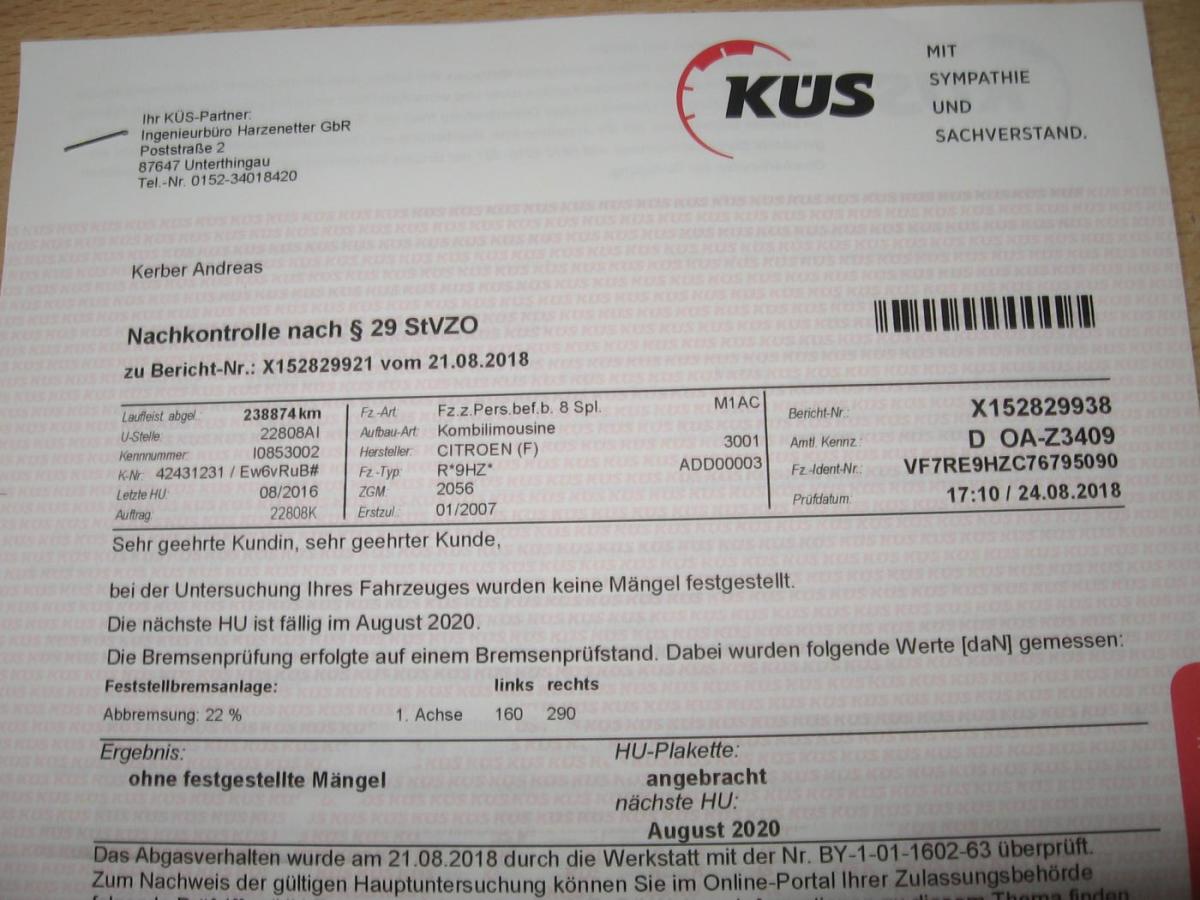 KÜS
MIT
SYMPATHIE
UND
SACHVERSTAND.
Ihr KÜS-Partner:
Ingenieurbüro Harzenetter GbR
Poststraße 2
87647 Unterthingau
Tel.-Nr. 0152-34018420
Kerber Andreas
Nachkontrolle nach § 29 StVZO
zu Bericht-Nr.: X152829921 vom 21.08.2018
Laufleist abgel.: 238874 km
U-Stelle: 22808AI
Kennnummer: I0853002
K-Nr: 42431231 / Ew6vRuB#
Letzte HU: 08/2016
Auftrag: 22808K
Fz.-Art: Fz.z.Pers.bef.b. 8 Spl. M1AC
Aufbau-Art: Kombilimousine
Hersteller: CITROEN (F) 3001
Fz.-Typ: R*9HZ* ADD00003
ZGM: 2056
Erstzul.: 01/2007
Bericht-Nr.: X152829938
Amtl. Kennz.: D OA-Z3409
Fz.-Ident-Nr.: VF7RE9HZC76795090
Prüfdatum: 17:10 / 24.08.2018
Sehr geehrte Kundin, sehr geehrter Kunde,
bei der Untersuchung Ihres Fahrzeuges wurden keine Mängel festgestellt.
Die nächste HU ist fällig im August 2020.
Die Bremsenprüfung erfolgte auf einem Bremsenprüfstand. Dabei wurden folgende Werte [daN] gemessen:
Feststellbremsanlage: links rechts
Abbremsung: 22 % 1. Achse 160 290
Ergebnis:
ohne festgestellte Mängel
HU-Plakette:
angebracht
nächste HU:
August 2020
Das Abgasverhalten wurde am 21.08.2018 durch die Werkstatt mit der Nr. BY-1-01-1602-63 überprüft.
Zum Nachweis der gültigen Hauptuntersuchung können Sie im Online-Portal Ihrer Zulassungsbehörde